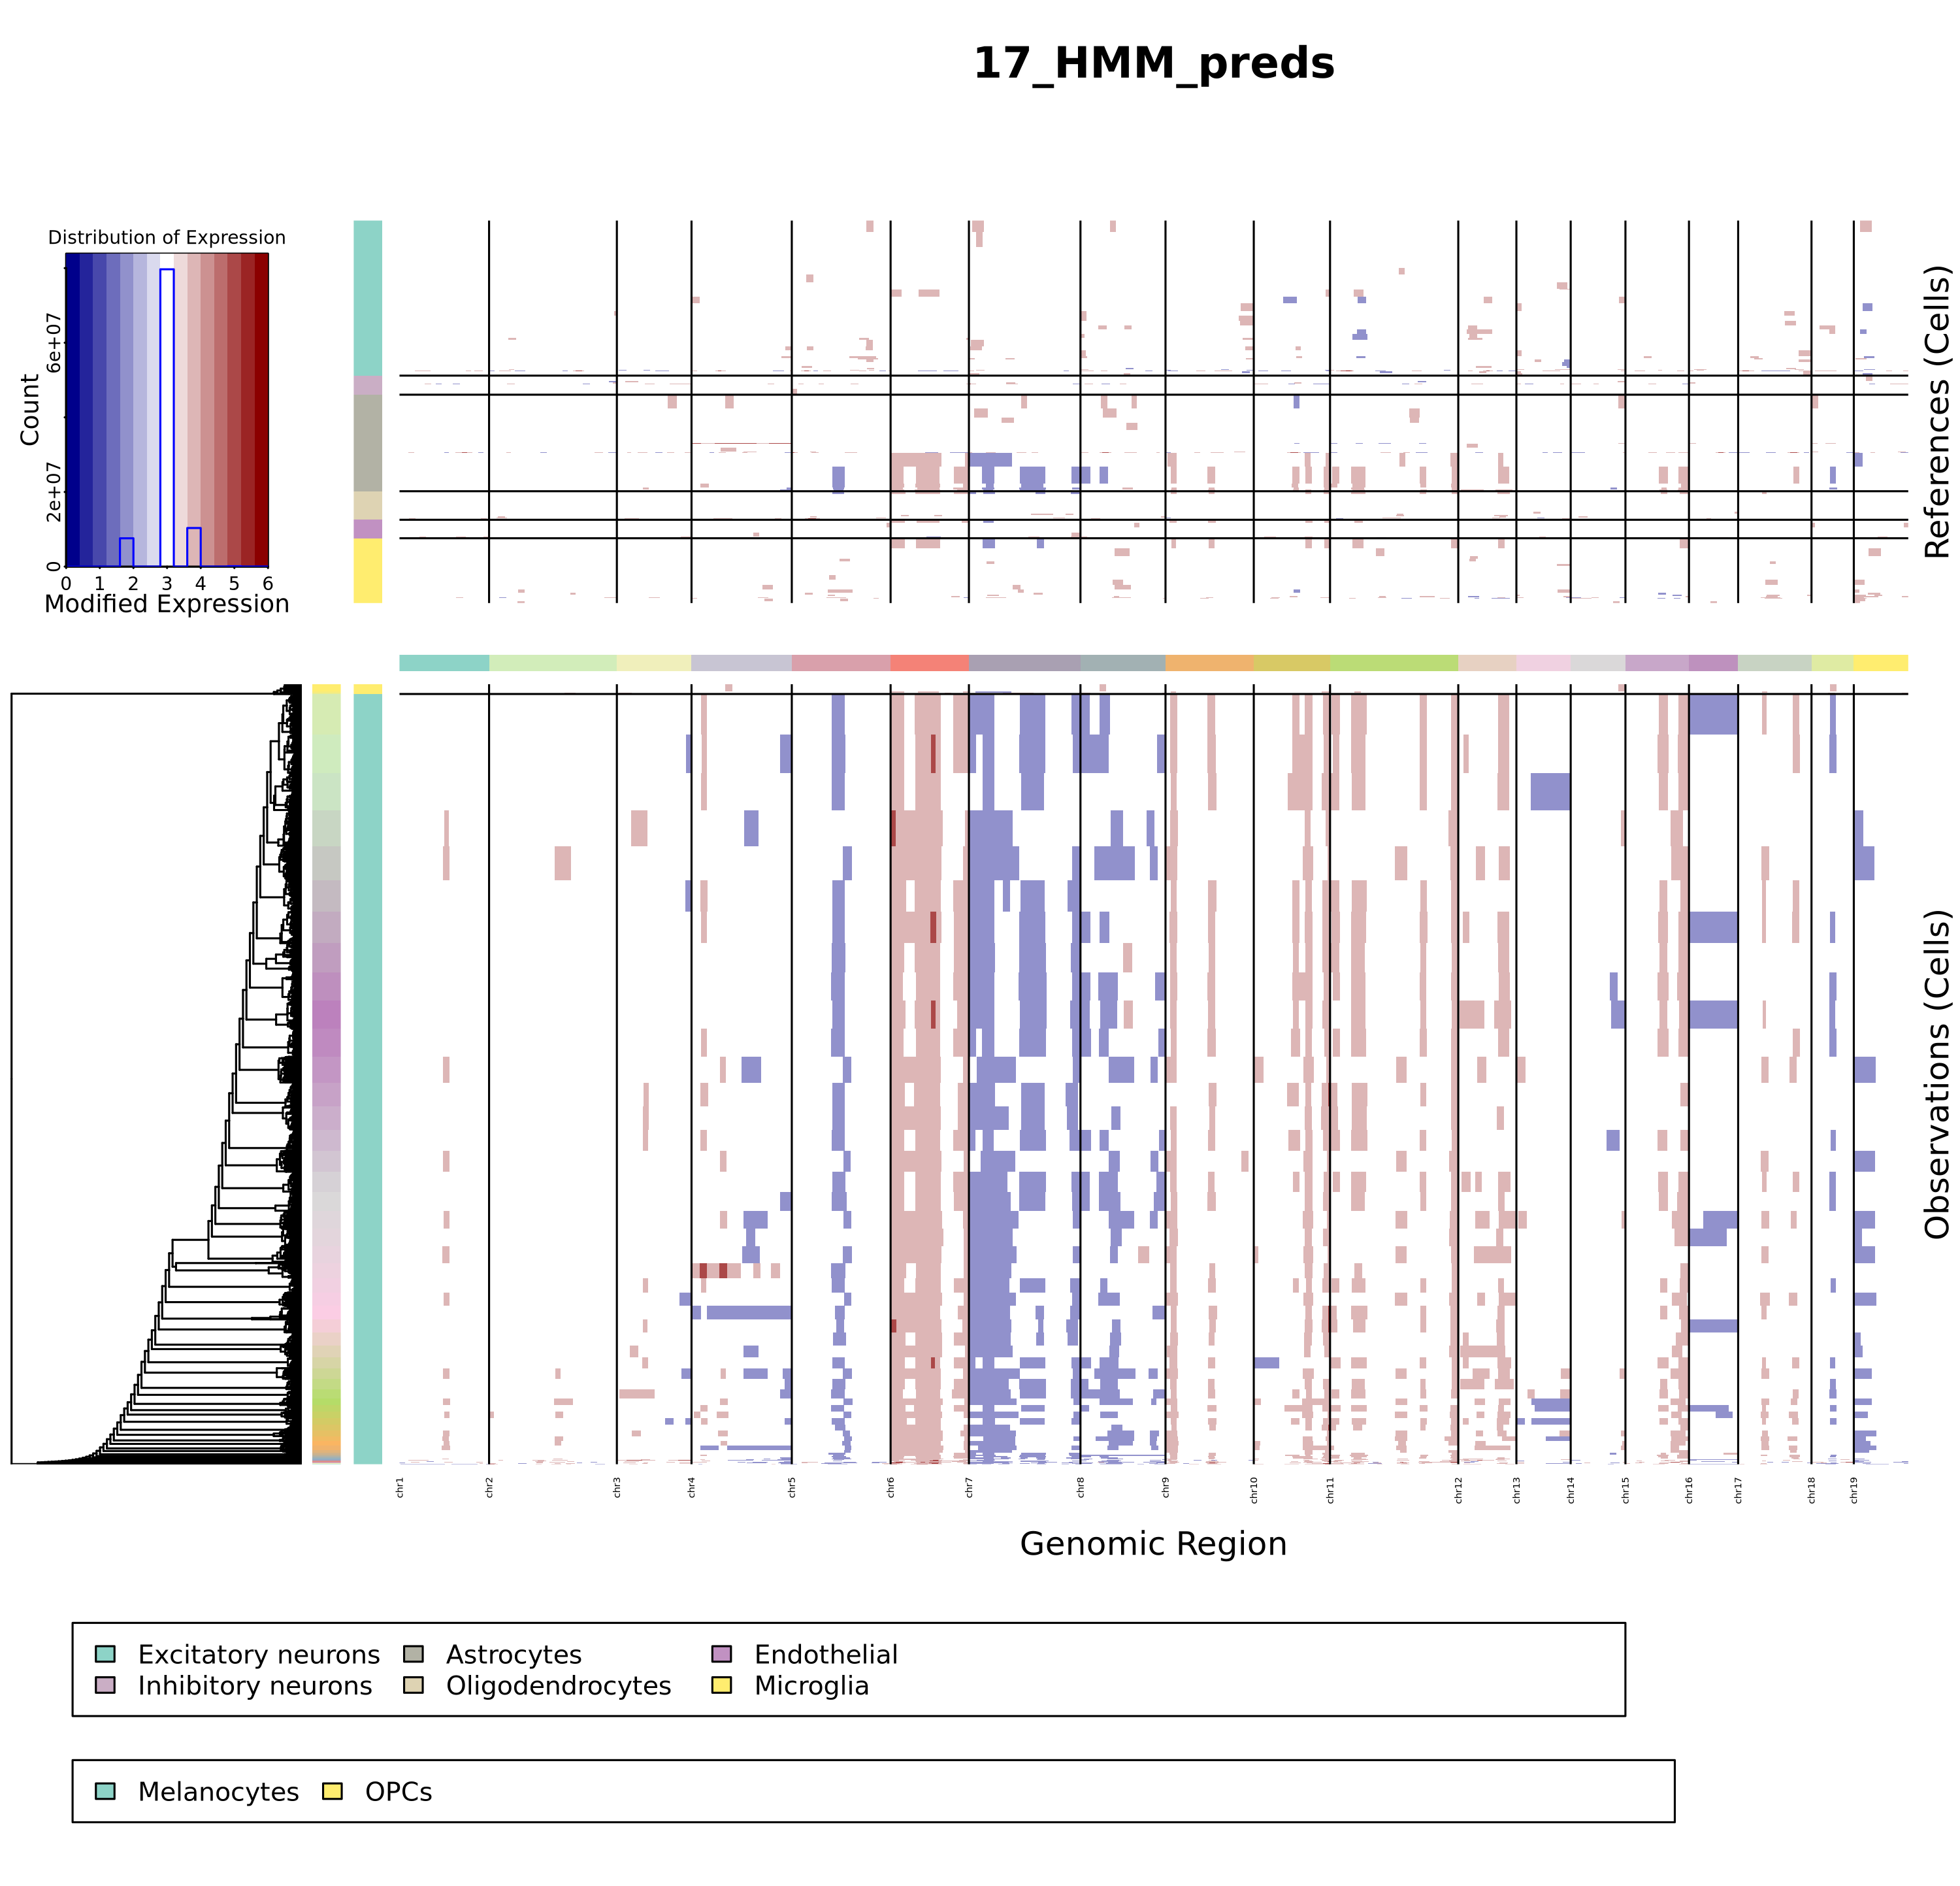 17_HMM_preds
Distribution of Expression
Count
0 2e+07 6e+07
0 1 2 3 4 5 6
Modified Expression
References (Cells)
Observations (Cells)
chr1 chr2 chr3 chr4 chr5 chr6 chr7 chr8 chr9 chr10 chr11 chr12 chr13 chr14 chr15 chr16 chr17 chr18 chr19
Genomic Region
Excitatory neurons Astrocytes Endothelial
Inhibitory neurons Oligodendrocytes Microglia
Melanocytes OPCs